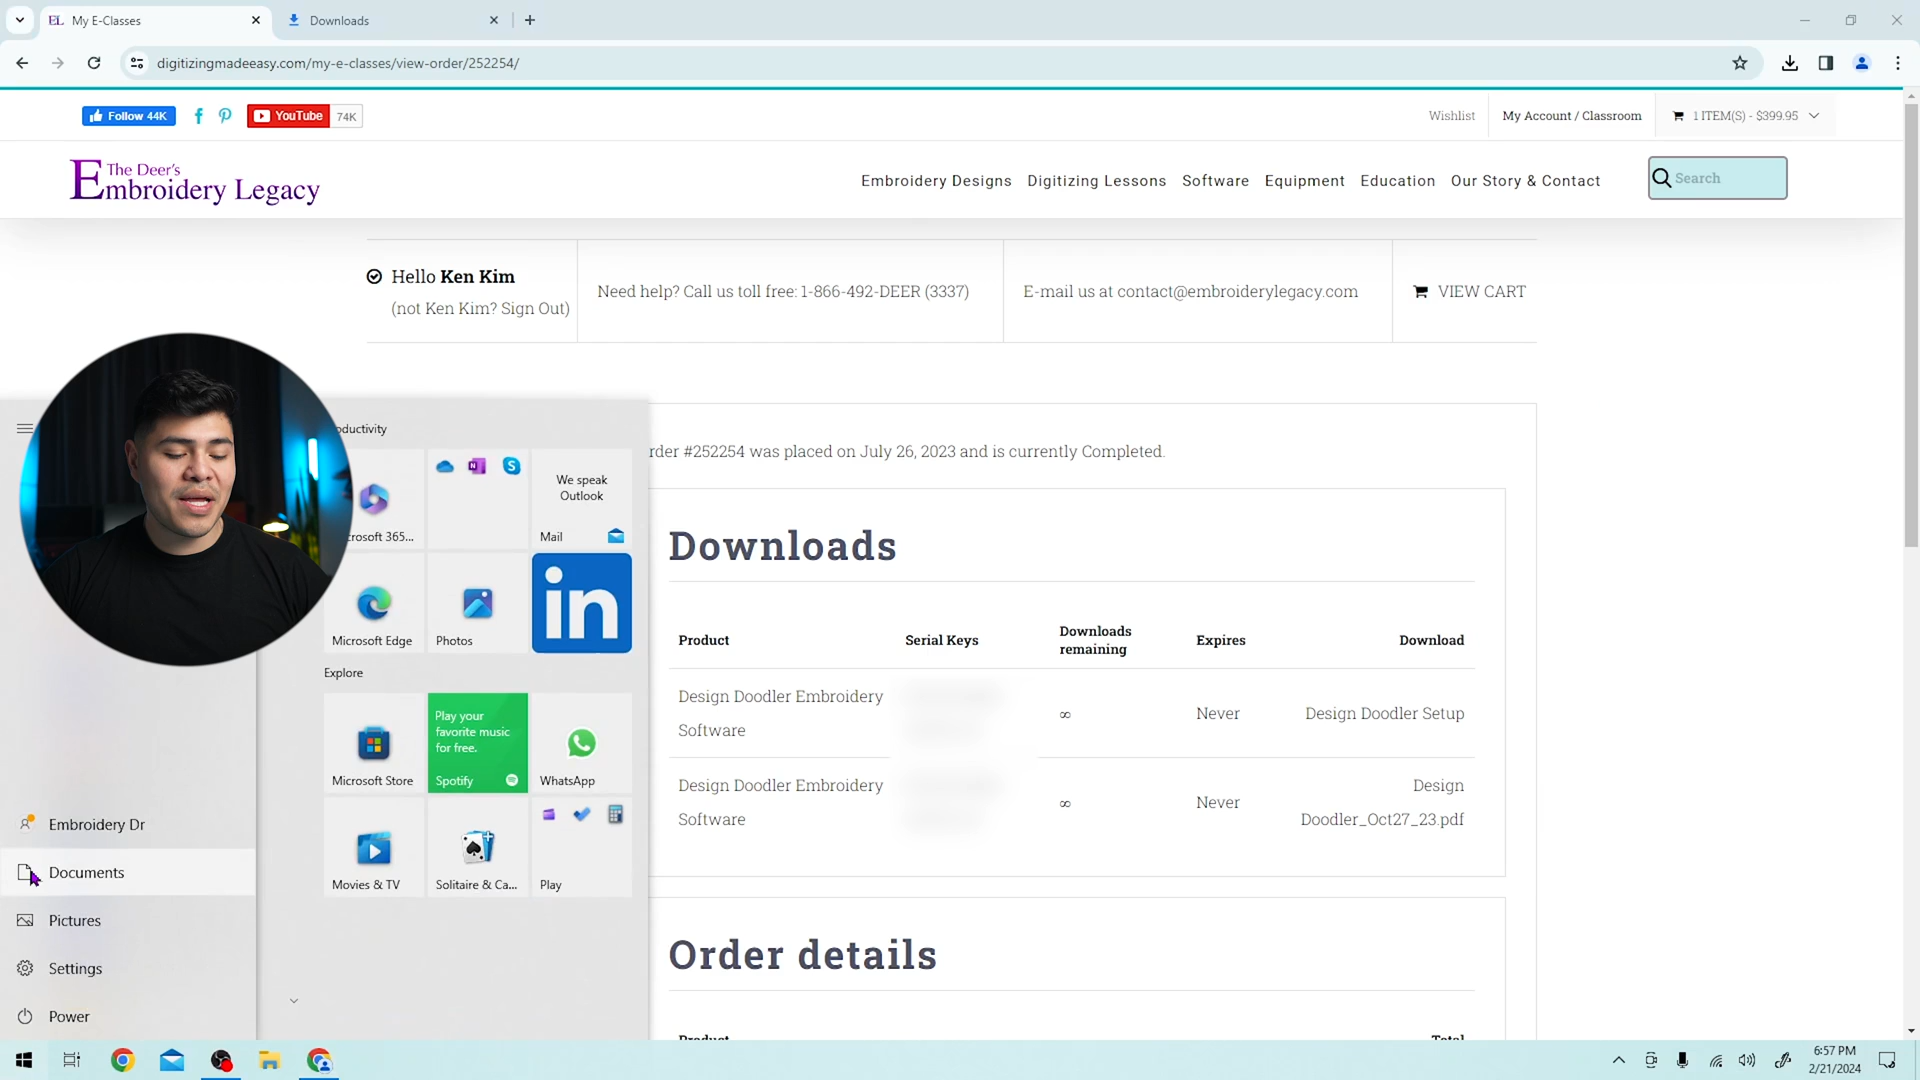 My E-Classes
Downloads
digitizingmadeeasy.com/my-e-classes/view-order/252254/
Follow 44K
YouTube 74K
Wishlist
My Account / Classroom
1 ITEM(S) - $399.95
The Deer's
Embroidery Legacy
Embroidery Designs
Digitizing Lessons
Software
Equipment
Education
Our Story & Contact
Search
Hello Ken Kim
(not Ken Kim? Sign Out)
Need help? Call us toll free: 1-866-492-DEER (3337)
E-mail us at contact@embroiderylegacy.com
VIEW CART
rder #252254 was placed on July 26, 2023 and is currently Completed.
Downloads
Product
Serial Keys
Downloads
remaining
Expires
Download
Design Doodler Embroidery
Software
∞
Never
Design Doodler Setup
Design Doodler Embroidery
Software
∞
Never
Design
Doodler_Oct27_23.pdf
Order details
Product
Total
oductivity
rosoft 365...
We speak
Outlook
Mail
Microsoft Edge
Photos
in
Explore
Microsoft Store
Play your
favorite music
for free.
Spotify
WhatsApp
Movies & TV
Solitaire & Ca...
Play
Embroidery Dr
Documents
Pictures
Settings
Power
6:57 PM
2/21/2024